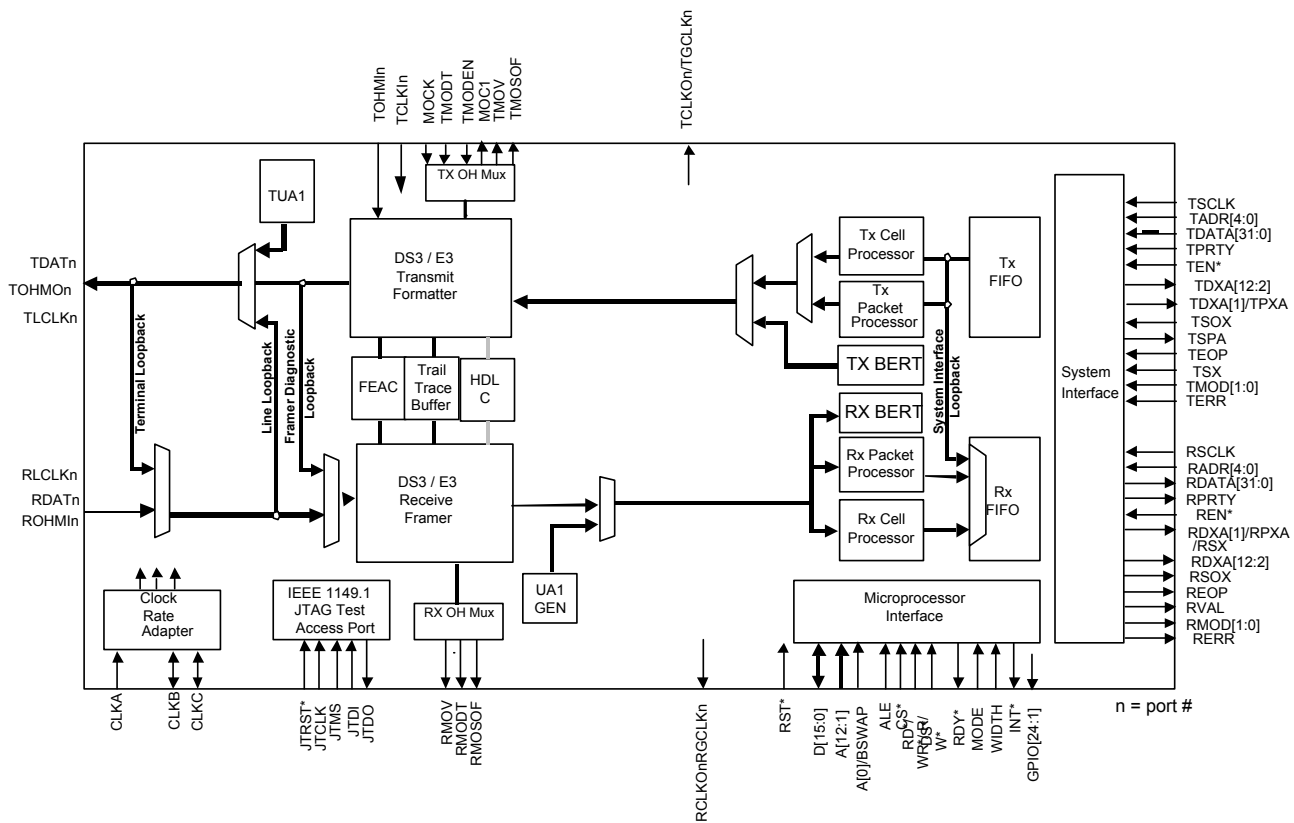 TOHMIn
TCLKIn
MOCK
TMODT
TMODEN
MOC1
TMOV
TMOSOF
TCLKOn/TGCLKn
TX OH Mux
TUA1
DS3 / E3
Transmit
Formatter
Tx Cell
Processor
Tx
Packet
Processor
Tx
FIFO
TX BERT
RX BERT
System Interface
Loopback
Rx Packet
Processor
Rx Cell
Processor
Rx
FIFO
TDATn
TOHMOn
TLCLKn
Terminal Loopback
Line Loopback
Framer Diagnostic
Loopback
FEAC
Trail
Trace
Buffer
HDL
C
DS3 / E3
Receive
Framer
RLCLKn
RDATn
ROHMIn
UA1
GEN
Clock
Rate
Adapter
IEEE 1149.1
JTAG Test
Access Port
RX OH Mux
Microprocessor
Interface
System
Interface
TSCLK
TADR[4:0]
TDATA[31:0]
TPRTY
TEN*
TDXA[12:2]
TDXA[1]/TPXA
TSOX
TSPA
TEOP
TSX
TMOD[1:0]
TERR
RSCLK
RADR[4:0]
RDATA[31:0]
RPRTY
REN*
RDXA[1]/RPXA
/RSX
RDXA[12:2]
RSOX
REOP
RVAL
RMOD[1:0]
RERR
CLKA
CLKB
CLKC
JTRST*
JTCLK
JTMS
JTDI
JTDO
RMOV
RMODT
RMOSOF
RCLKOnRGCLKn
RST*
D[15:0]
A[12:1]
A[0]/BSWAP
ALE
CS*
W*
RDY*
MODE
WIDTH
INT*
GPIO[24:1]
n = port #